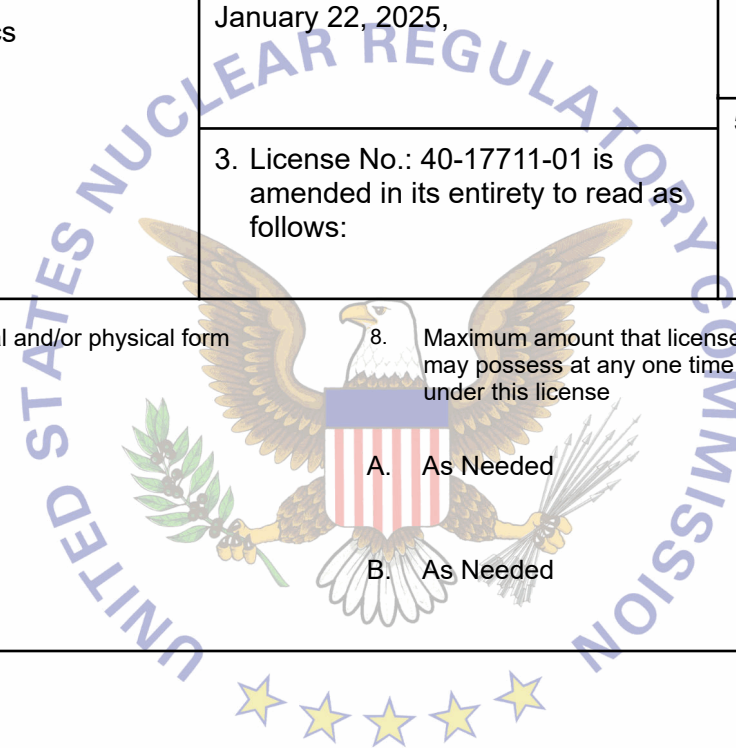 January 22, 2025,
3. License No.: 40-17711-01 is
amended in its entirety to read as
follows:
and/or physical form
8. Maximum amount that license
may possess at any one time
under this license
A. As Needed
B. As Needed
UNITED STATES NUCLEAR REGULATORY COMMISSION